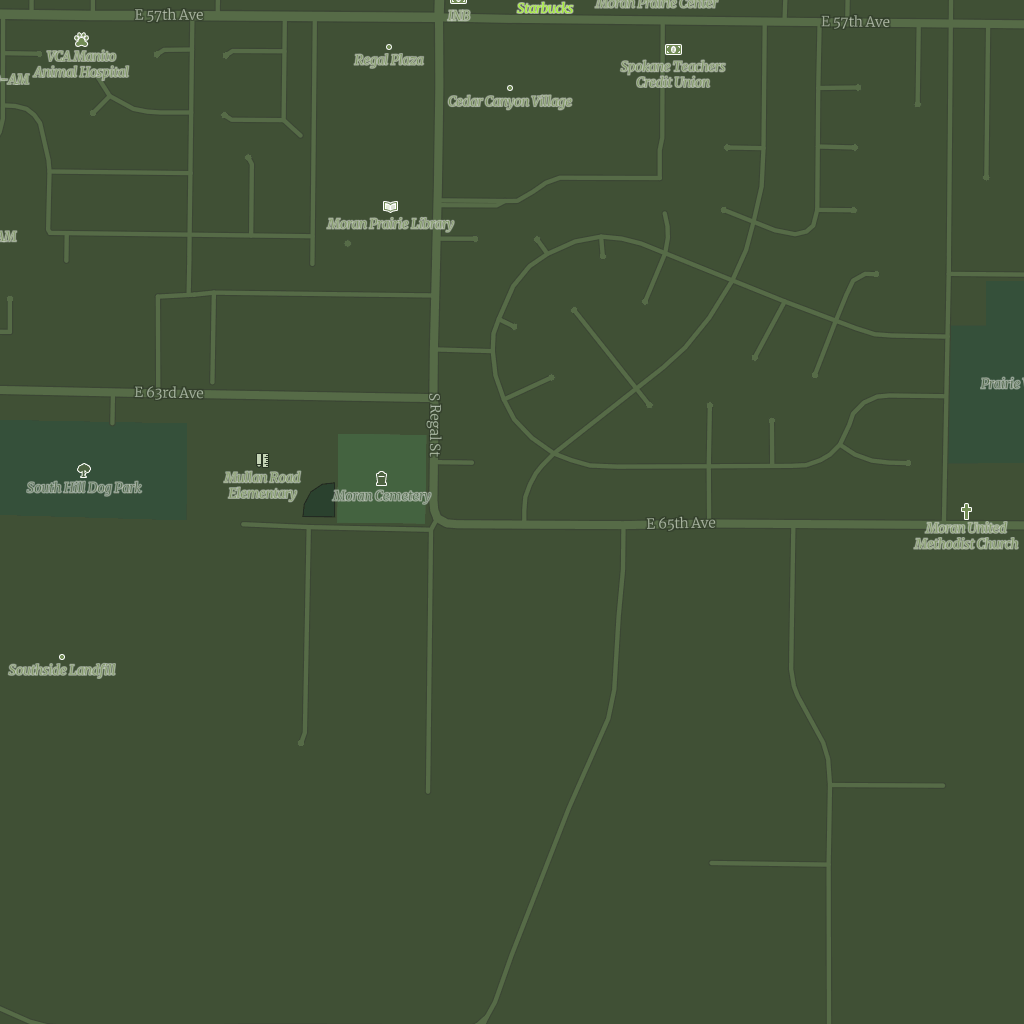 Starbucks
Moran Prairie Center
INB
E 57th Ave
E 57th Ave
VCA Manito
Animal Hospital
Regal Plaza
Spokane Teachers
Credit Union
Cedar Canyon Village
AM
Moran Prairie Library
AM
E 63rd Ave
Prairie
S Regal St
South Hill Dog Park
Mullan Road
Elementary
Moran Cemetery
E 65th Ave
Moran United
Methodist Church
Southside Landfill